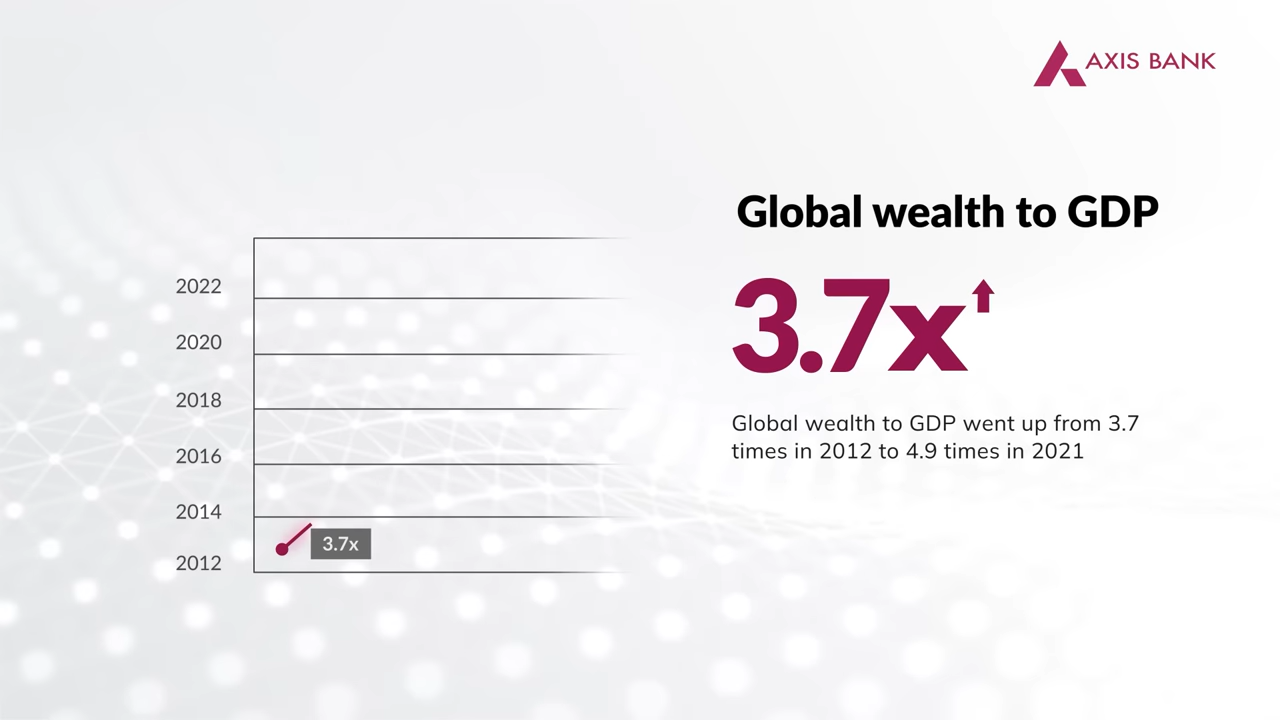 AXIS BANK
Global wealth to GDP
3.7x
Global wealth to GDP went up from 3.7
times in 2012 to 4.9 times in 2021
2022
2020
2018
2016
2014
2012
3.7x